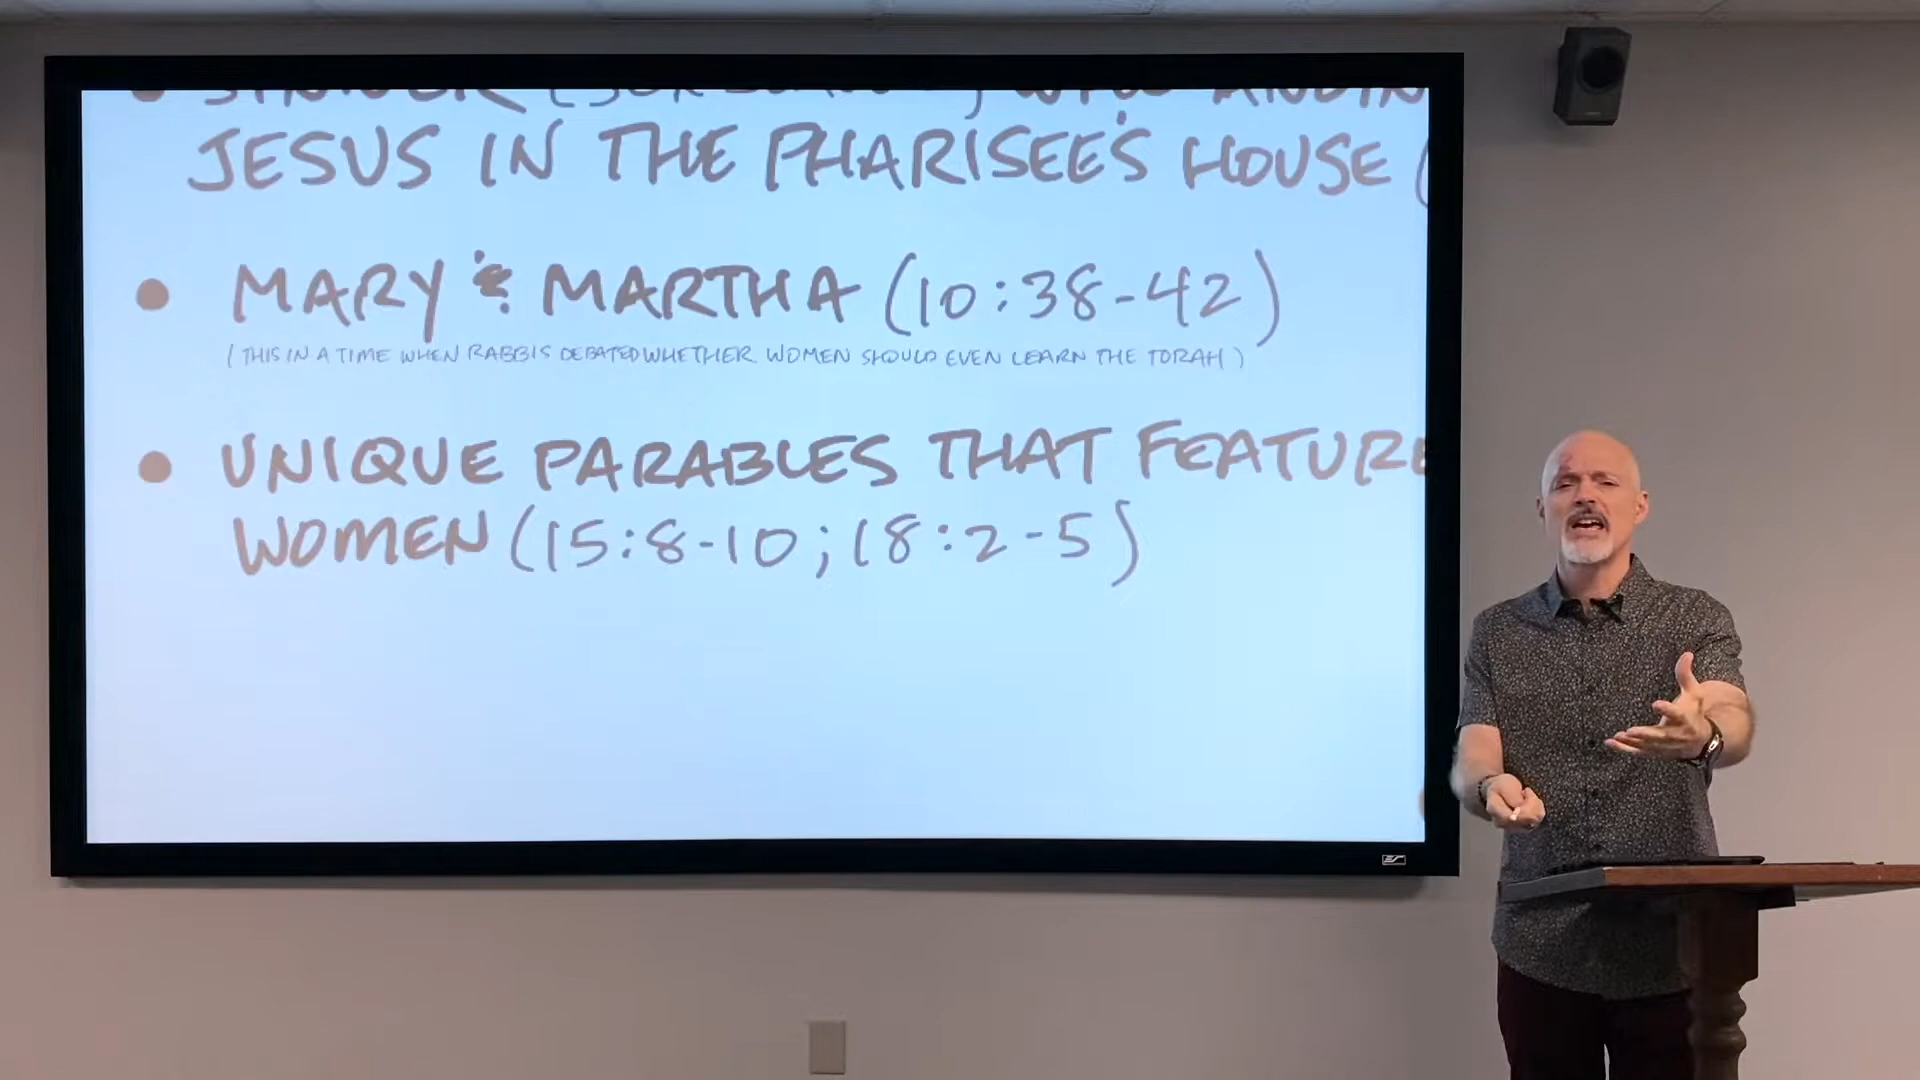 JESUS IN THE PHARISEE'S HOUSE (
• MARY & MARTHA (10:38-42)
(THIS IN A TIME WHEN RABBIS DEBATED WHETHER WOMEN SHOULD EVEN LEARN THE TORAH)
• UNIQUE PARABLES THAT FEATURE
WOMEN (15:8-10; 18:2-5)